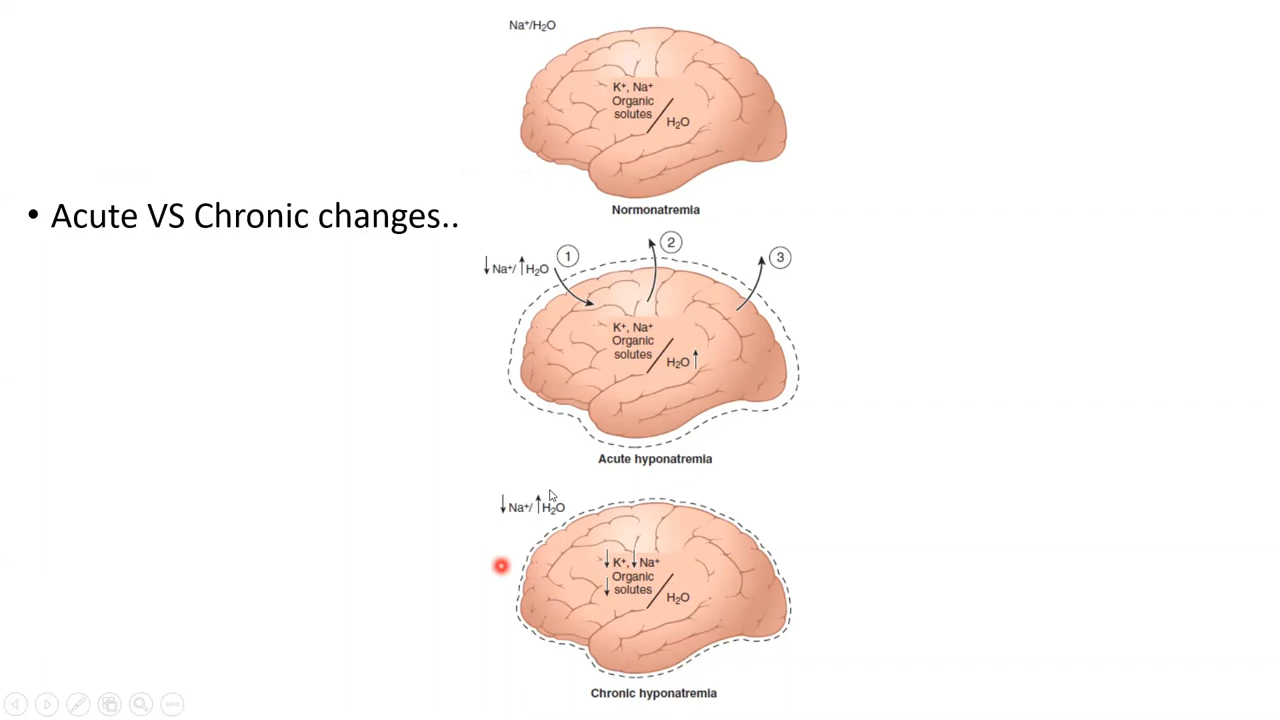 Na⁺/H₂O
K⁺, Na⁺
Organic
solutes
H₂O
Normonatremia
• Acute VS Chronic changes..
1
2
3
↓Na⁺/↑H₂O
K⁺, Na⁺
Organic
solutes
H₂O↑
Acute hyponatremia
↓Na⁺/↑H₂O
↓K⁺,↓Na⁺
Organic
↓solutes
H₂O
Chronic hyponatremia